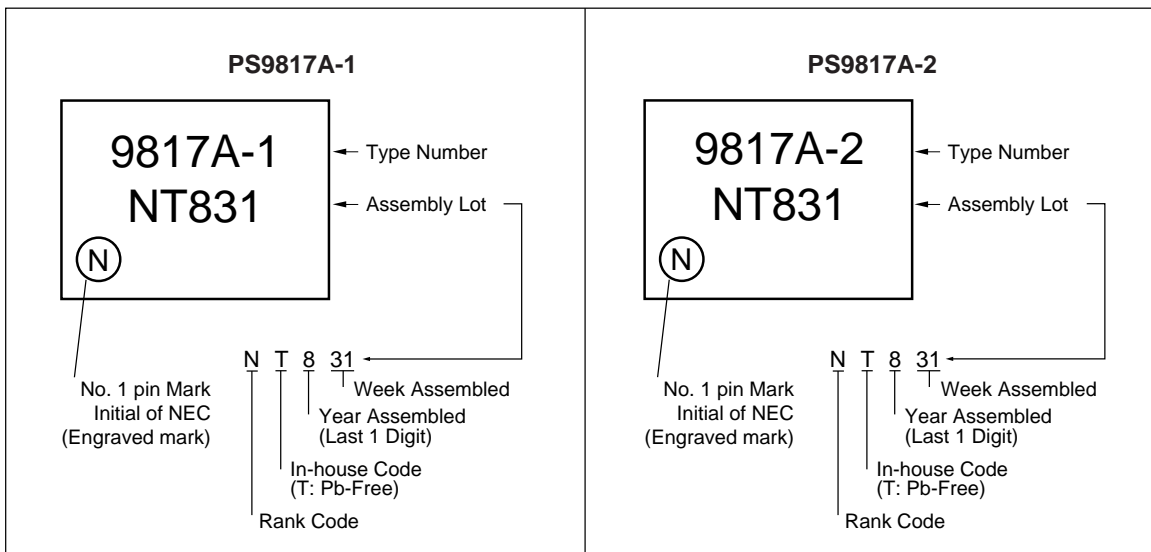 PS9817A-1
9817A-1
Type Number
NT831
Assembly Lot
N
N T 8 31
No. 1 pin Mark
Initial of NEC
(Engraved mark)
Week Assembled
Year Assembled
(Last 1 Digit)
In-house Code
(T: Pb-Free)
Rank Code
PS9817A-2
9817A-2
Type Number
NT831
Assembly Lot
N
N T 8 31
No. 1 pin Mark
Initial of NEC
(Engraved mark)
Week Assembled
Year Assembled
(Last 1 Digit)
In-house Code
(T: Pb-Free)
Rank Code